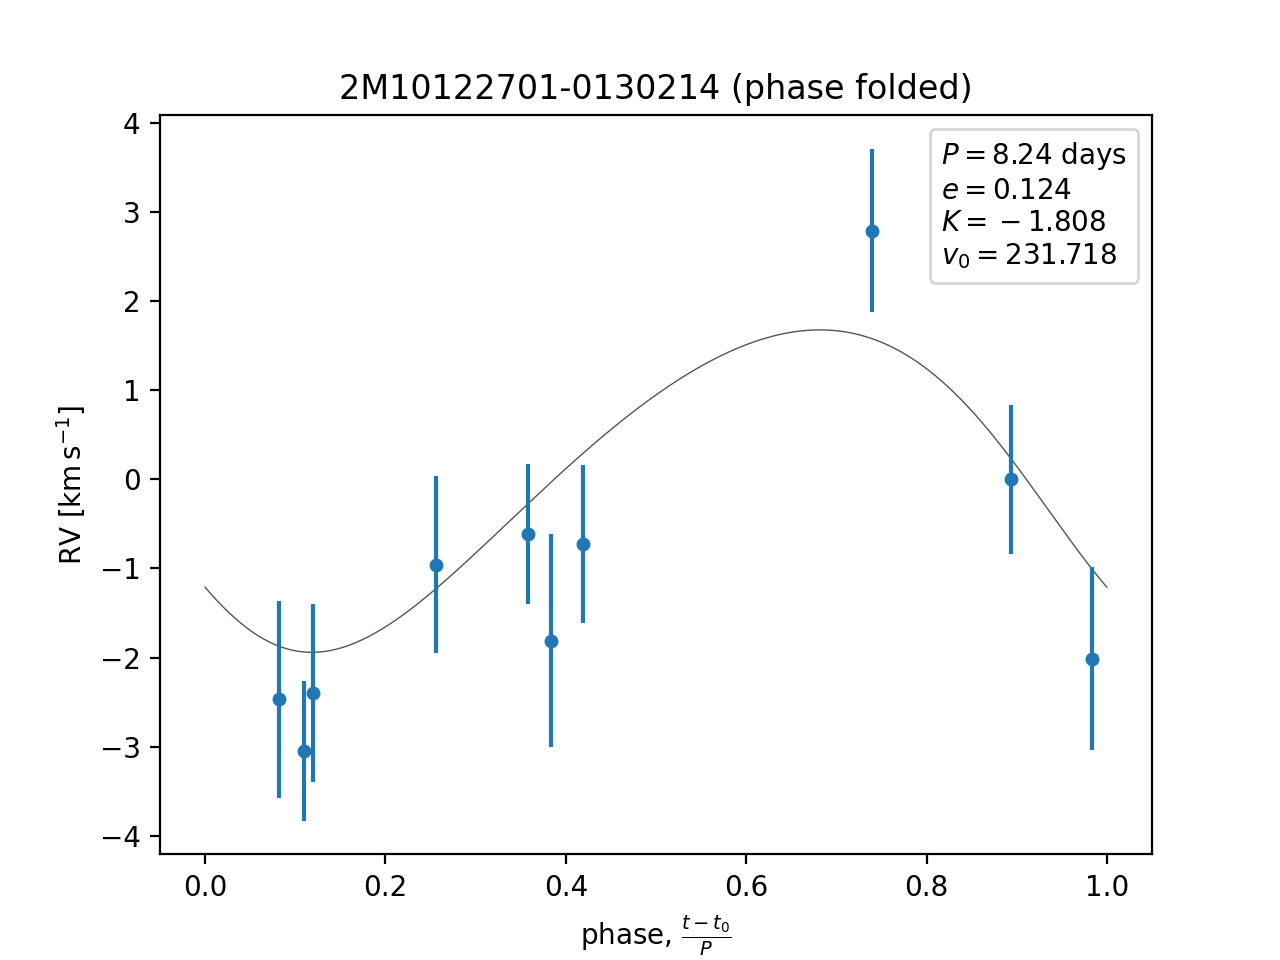 2M10122701-0130214 (phase folded)
P = 8.24 days
e = 0.124
K = −1.808
v₀ = 231.718
RV [km s⁻¹]
4
3
2
1
0
−1
−2
−3
−4
0.0 0.2 0.4 0.6 0.8 1.0
phase, (t − t₀)/P